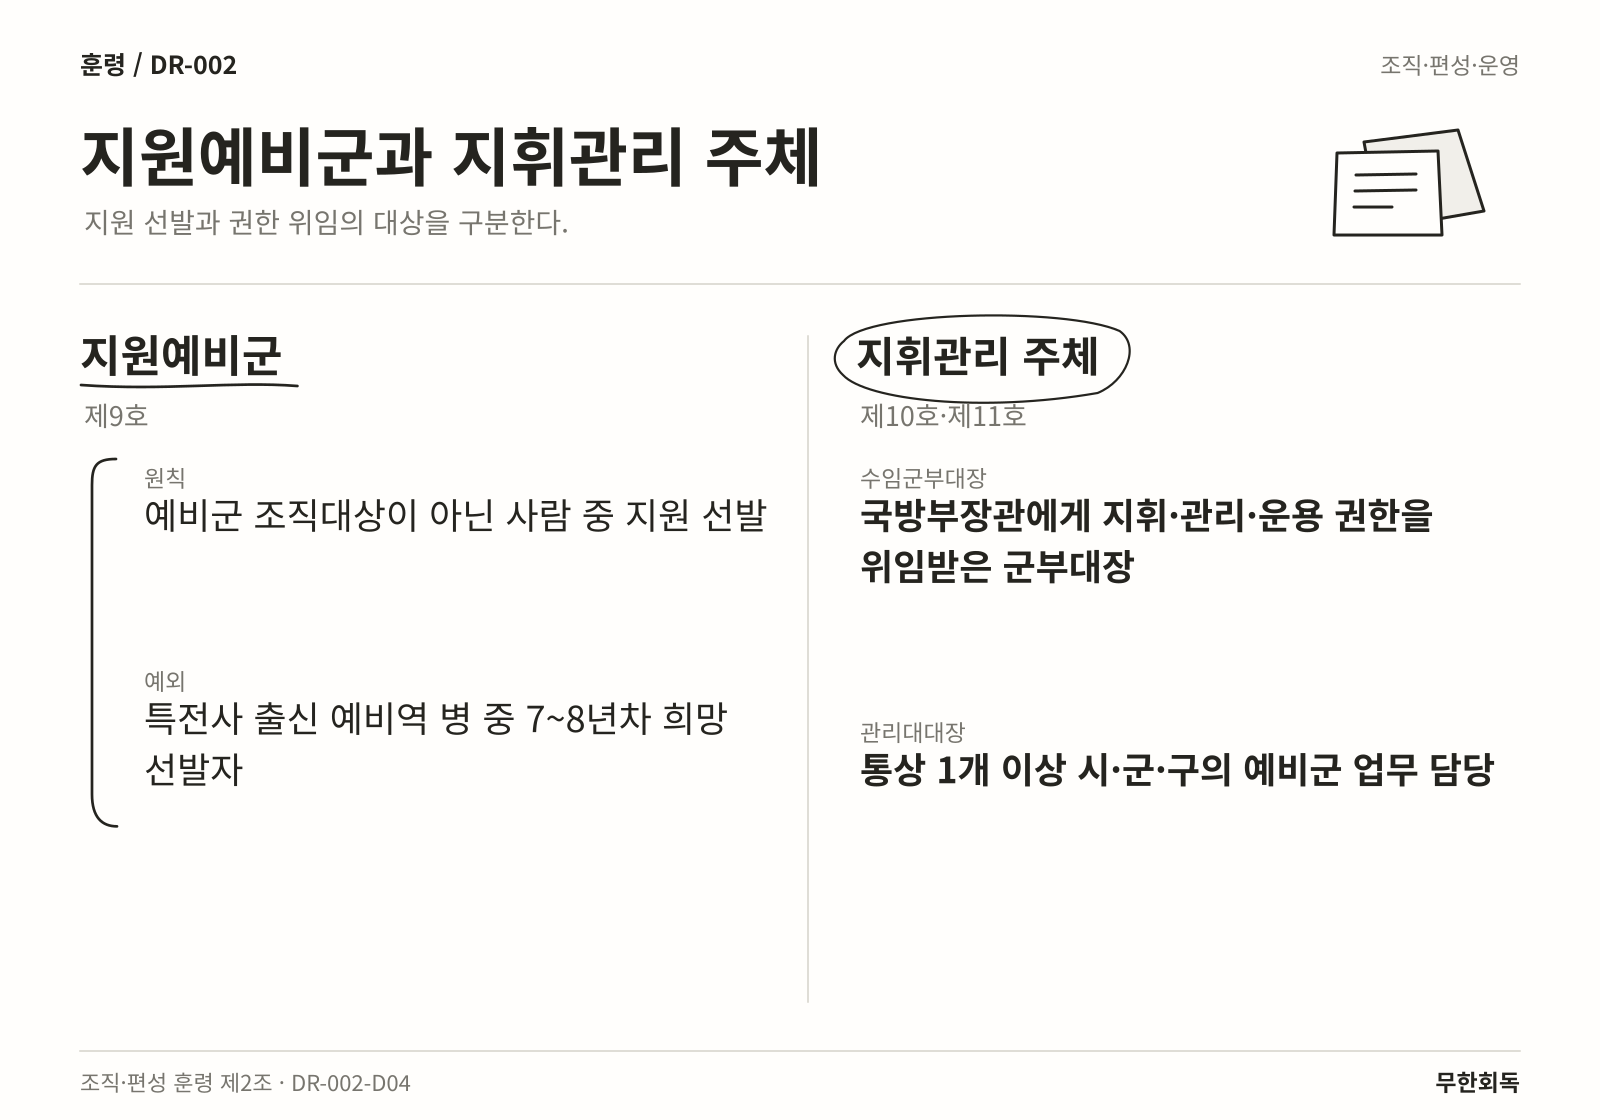 훈령 / DR-002
조직·편성·운영
지원예비군과 지휘관리 주체
지원 선발과 권한 위임의 대상을 구분한다.
지원예비군
제9호
원칙
예비군 조직대상이 아닌 사람 중 지원 선발
예외
특전사 출신 예비역 병 중 7~8년차 희망
선발자
지휘관리 주체
제10호·제11호
수임군부대장
국방부장관에게 지휘·관리·운용 권한을
위임받은 군부대장
관리대대장
통상 1개 이상 시·군·구의 예비군 업무 담당
조직·편성 훈령 제2조 · DR-002-D04
무한회독